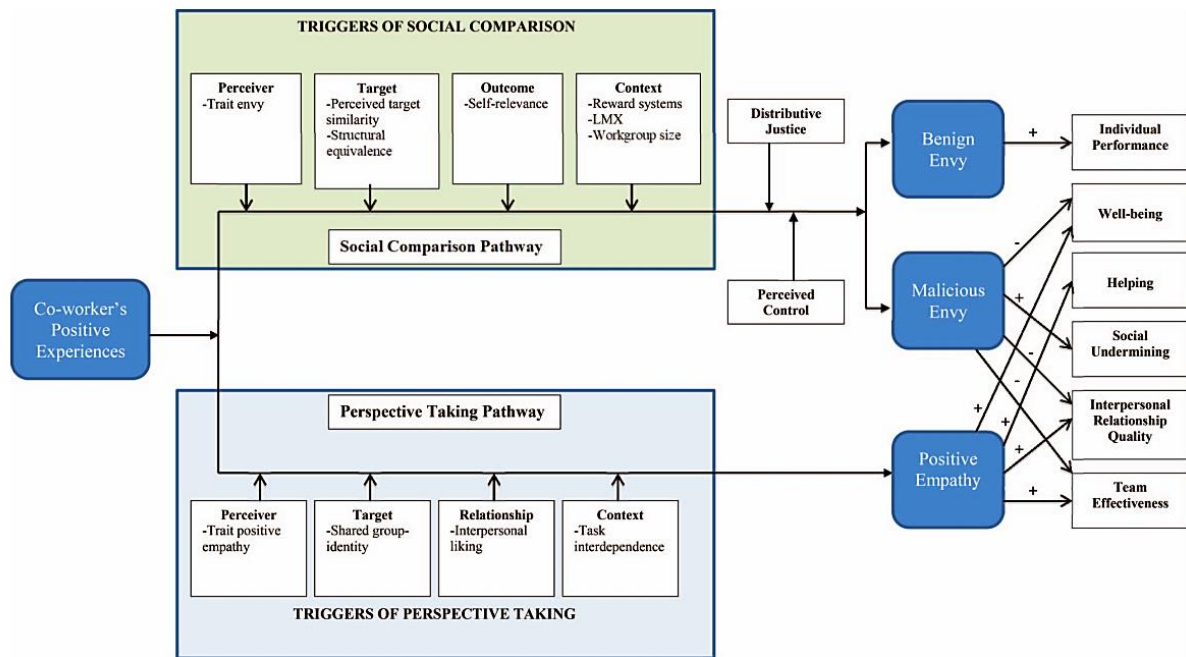 TRIGGERS OF SOCIAL COMPARISON
Perceiver
-Trait envy
Target
-Perceived target
similarity
-Structural
equivalence
Outcome
-Self-relevance
Context
-Reward systems
-LMX
-Workgroup size
Social Comparison Pathway
Distributive
Justice
Perceived
Control
Co-worker's
Positive
Experiences
Perspective Taking Pathway
Perceiver
-Trait positive
empathy
Target
-Shared group-
identity
Relationship
-Interpersonal
liking
Context
-Task
interdependence
TRIGGERS OF PERSPECTIVE TAKING
Benign
Envy
Malicious
Envy
Positive
Empathy
+
-
+
-
-
+
+
+
+
Individual
Performance
Well-being
Helping
Social
Undermining
Interpersonal
Relationship
Quality
Team
Effectiveness